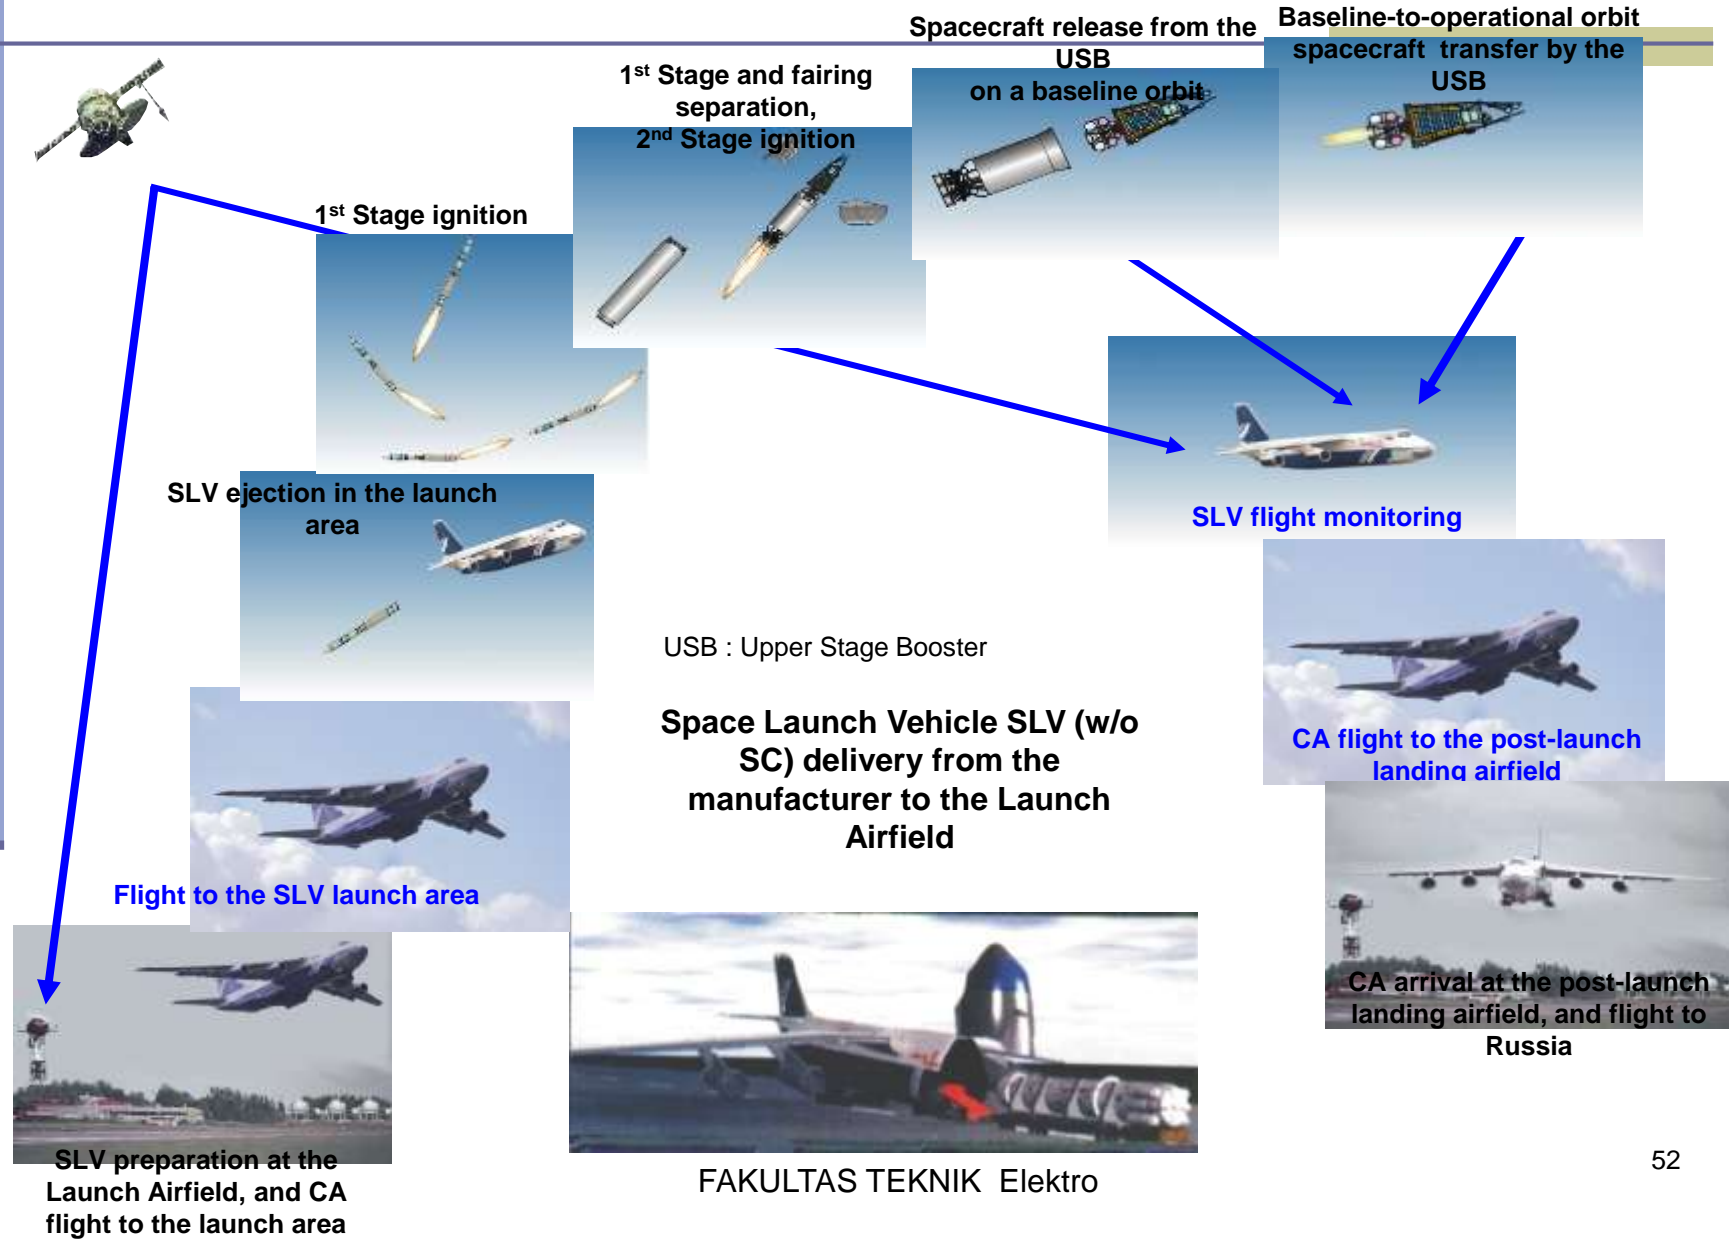 Spacecraft release from the
USB
on a baseline orbit
Baseline-to-operational orbit
spacecraft transfer by the
USB
1st Stage and fairing
separation,
2nd Stage ignition
1st Stage ignition
SLV ejection in the launch
area
SLV flight monitoring
USB : Upper Stage Booster
Space Launch Vehicle SLV (w/o
SC) delivery from the
manufacturer to the Launch
Airfield
CA flight to the post-launch
landing airfield
Flight to the SLV launch area
CA arrival at the post-launch
landing airfield, and flight to
Russia
SLV preparation at the
Launch Airfield, and CA
flight to the launch area
FAKULTAS TEKNIK Elektro
52